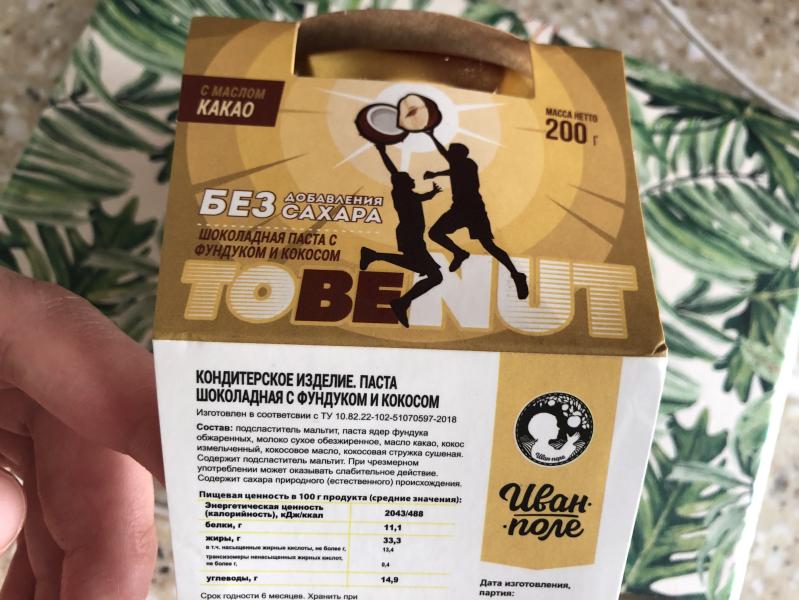 С МАСЛОМ
КАКАО
МАССА НЕТТО
200 г
БЕЗ ДОБАВЛЕНИЯ
САХАРА
ШОКОЛАДНАЯ ПАСТА С
ФУНДУКОМ И КОКОСОМ
TOBENUT
КОНДИТЕРСКОЕ ИЗДЕЛИЕ. ПАСТА
ШОКОЛАДНАЯ С ФУНДУКОМ И КОКОСОМ
Изготовлен в соответсвии с ТУ 10.82.22-102-51070597-2018
Состав: подсластитель мальтит, паста ядер фундука
обжаренных, молоко сухое обезжиренное, масло какао, кокос
измельченный, кокосовое масло, кокосовая стружка сушеная.
Содержит подсластитель мальтит. При чрезмерном
употреблении может оказывать слабительное действие.
Содержит сахара природного (естественного) происхождения.
Пищевая ценность в 100 г продукта (средние значения):
Энергетическая ценность
(калорийность), кДж/ккал 2043/488
белки, г 11,1
жиры, г 33,3
в т.ч. насыщенные жирные кислоты, не более г, 13,4
трансизомеры ненасыщенных жирных кислот,
не более г, 0,4
углеводы, г 14,9
Срок годности 6 месяцев. Хранить при
Иван-поле
Иван-
-поле
Дата изготовления,
партия: